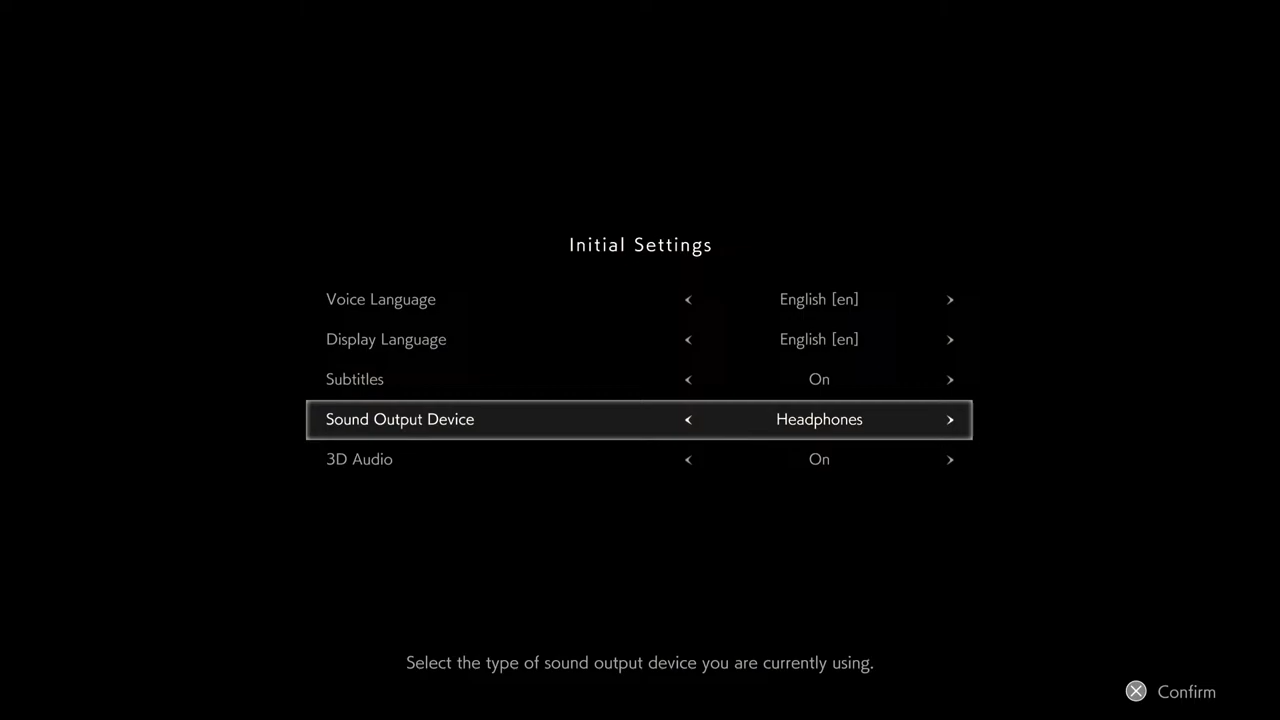 Initial Settings
Voice Language English [en]
Display Language English [en]
Subtitles On
Sound Output Device Headphones
3D Audio On
Select the type of sound output device you are currently using.
Confirm